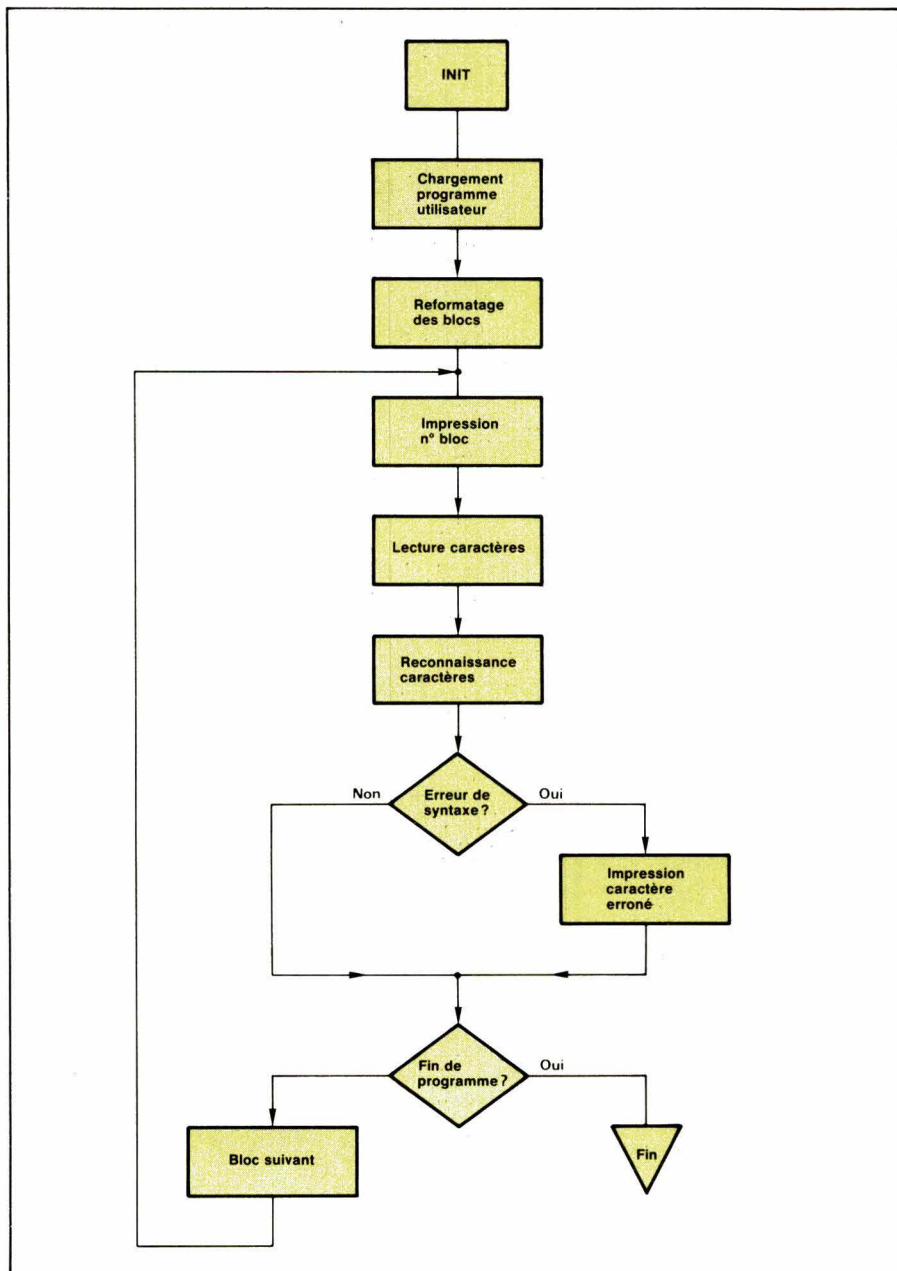 INIT
Chargement
programme
utilisateur
Reformatage
des blocs
Impression
n° bloc
Lecture caractères
Reconnaissance
caractères
Non
Erreur de
syntaxe ?
Oui
Impression
caractère
erroné
Fin de
programme ?
Oui
Bloc suivant
Fin